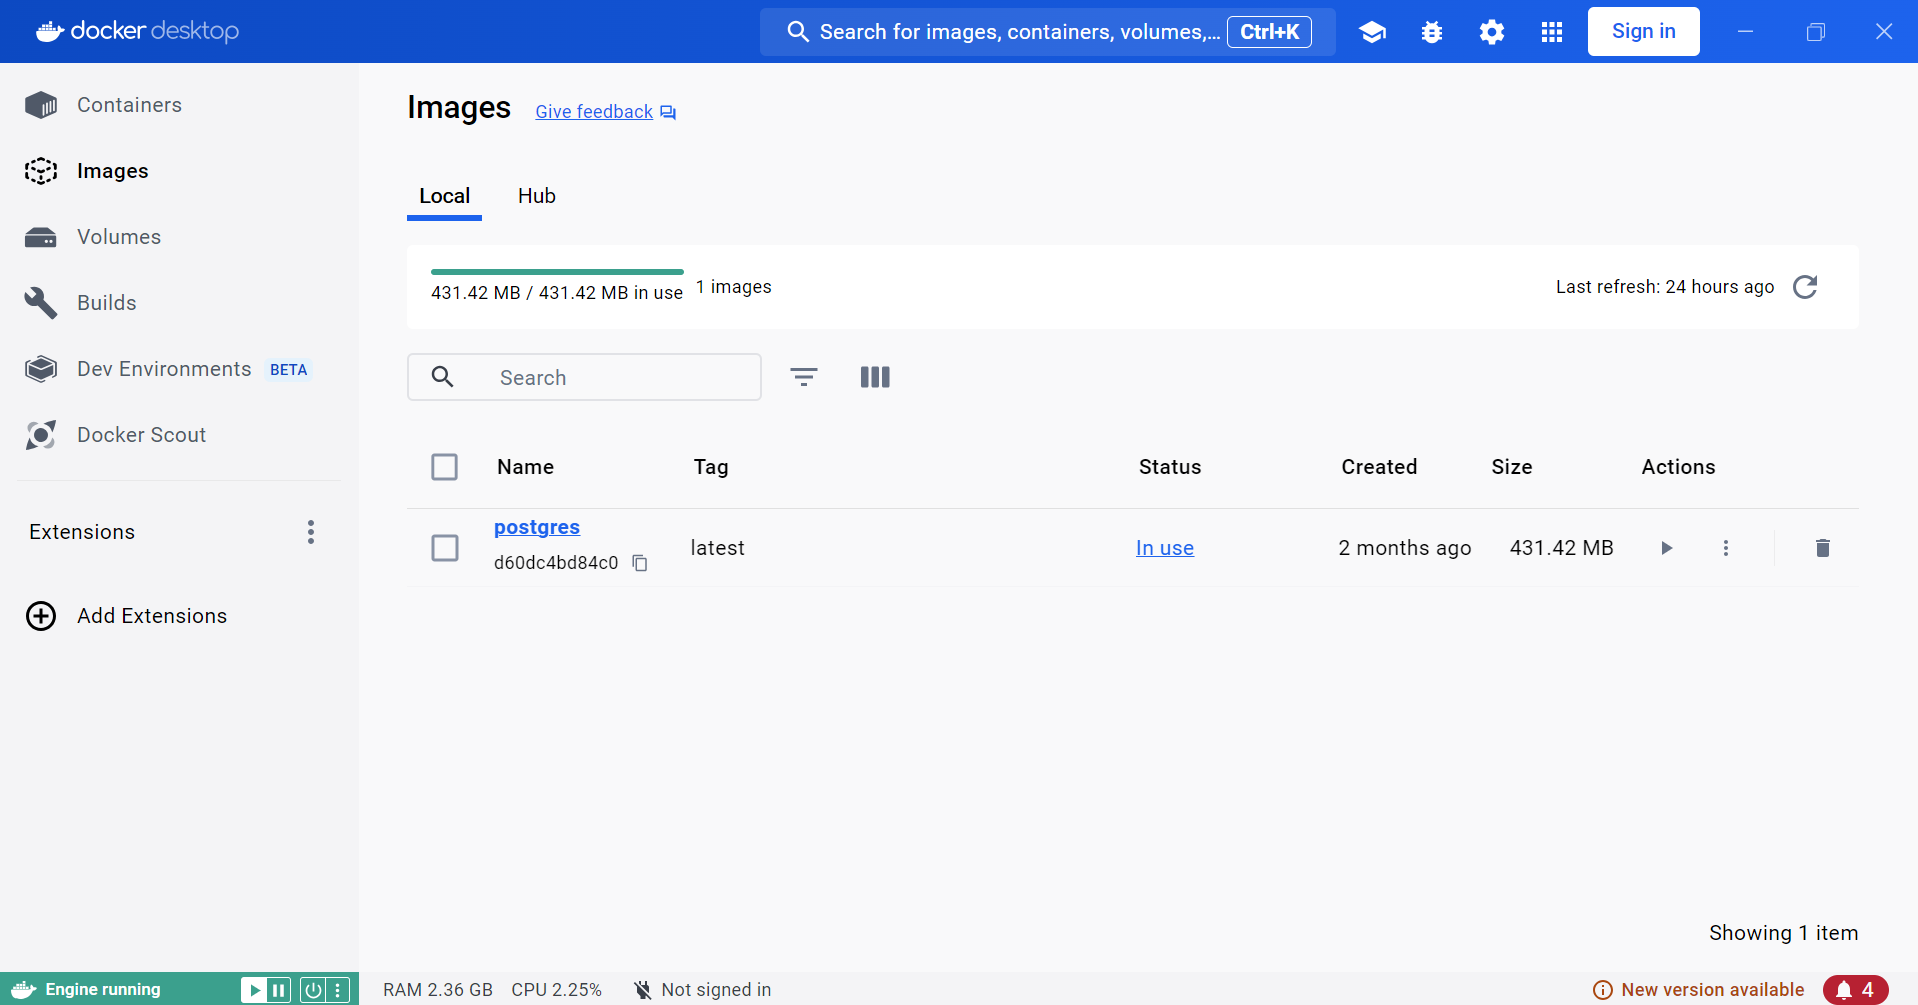 docker desktop
Search for images, containers, volumes,... Ctrl+K
Sign in
Containers
Images
Volumes
Builds
Dev Environments BETA
Docker Scout
Extensions
Add Extensions
Images Give feedback
Local Hub
431.42 MB / 431.42 MB in use 1 images
Last refresh: 24 hours ago
Search
Name Tag Status Created Size Actions
postgres
d60dc4bd84c0
latest In use 2 months ago 431.42 MB
Showing 1 item
Engine running
RAM 2.36 GB CPU 2.25% Not signed in
New version available 4